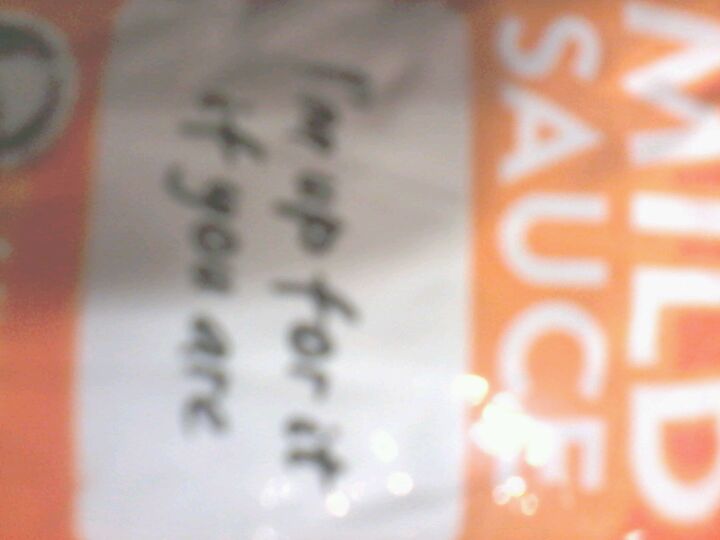 MILD
SAUCE
I'm up for it
if you are